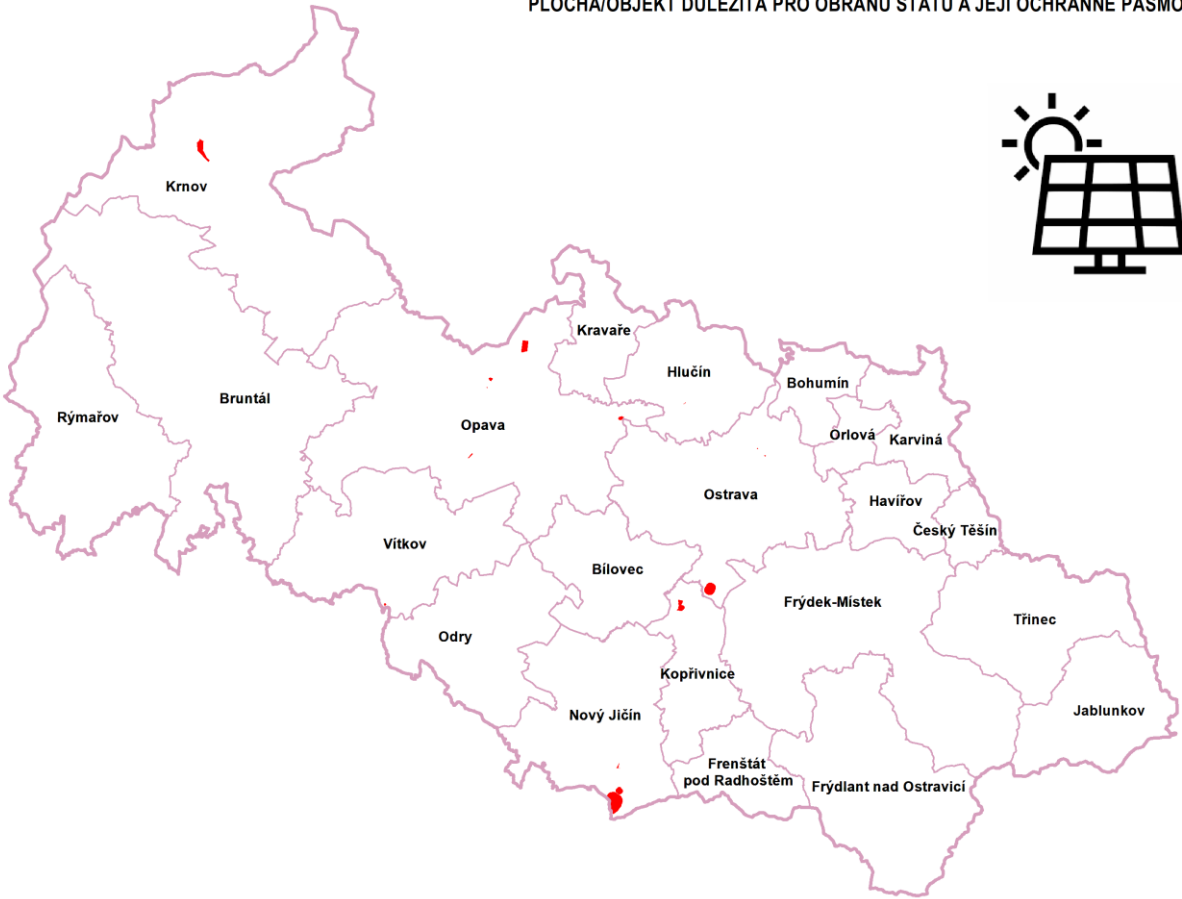 PLOCHA/OBJEKT DŮLEŽITÁ PRO OBRANU STÁTU A JEJÍ OCHRANNÉ PÁSMO
Krnov
Kravaře
Hlučín
Bohumín
Bruntál
Rýmařov
Opava
Orlová
Karviná
Ostrava
Havířov
Český Těšín
Vítkov
Bílovec
Frýdek-Místek
Třinec
Odry
Kopřivnice
Nový Jičín
Jablunkov
Frenštát
pod Radhoštěm
Frýdlant nad Ostravicí